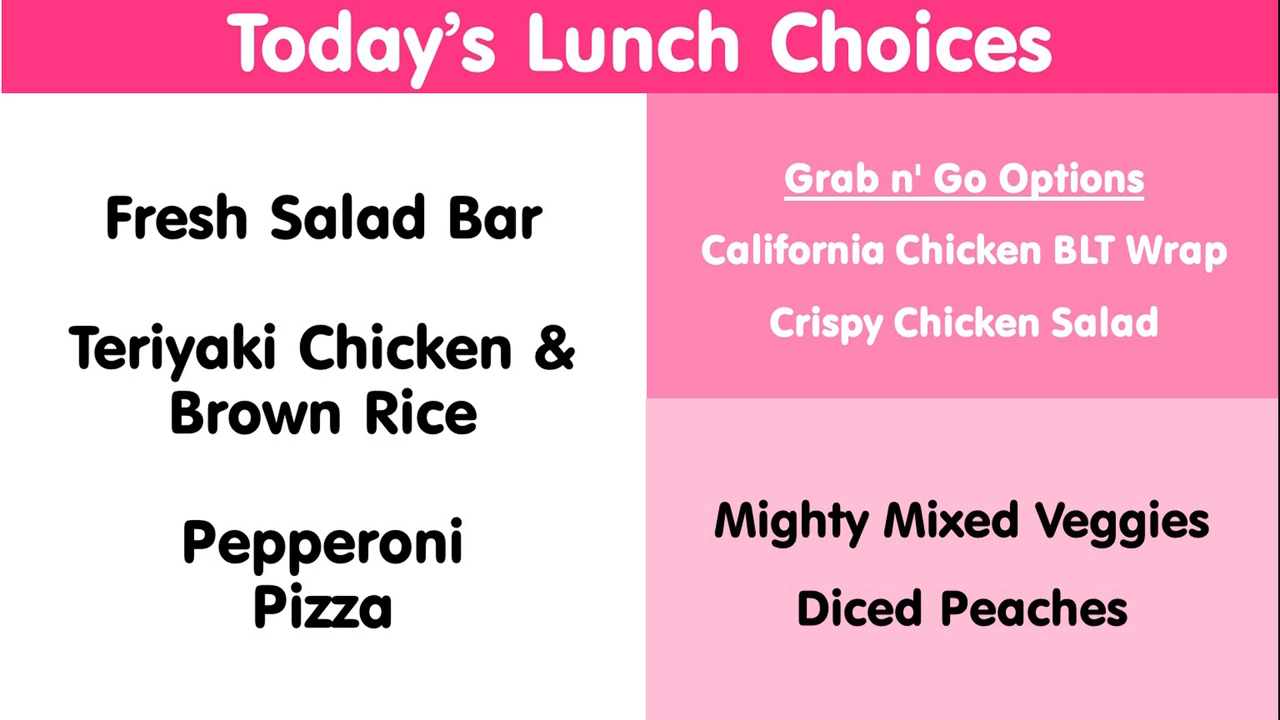 Today’s Lunch Choices
Fresh Salad Bar
Teriyaki Chicken &
Brown Rice
Pepperoni
Pizza
Grab n' Go Options
California Chicken BLT Wrap
Crispy Chicken Salad
Mighty Mixed Veggies
Diced Peaches